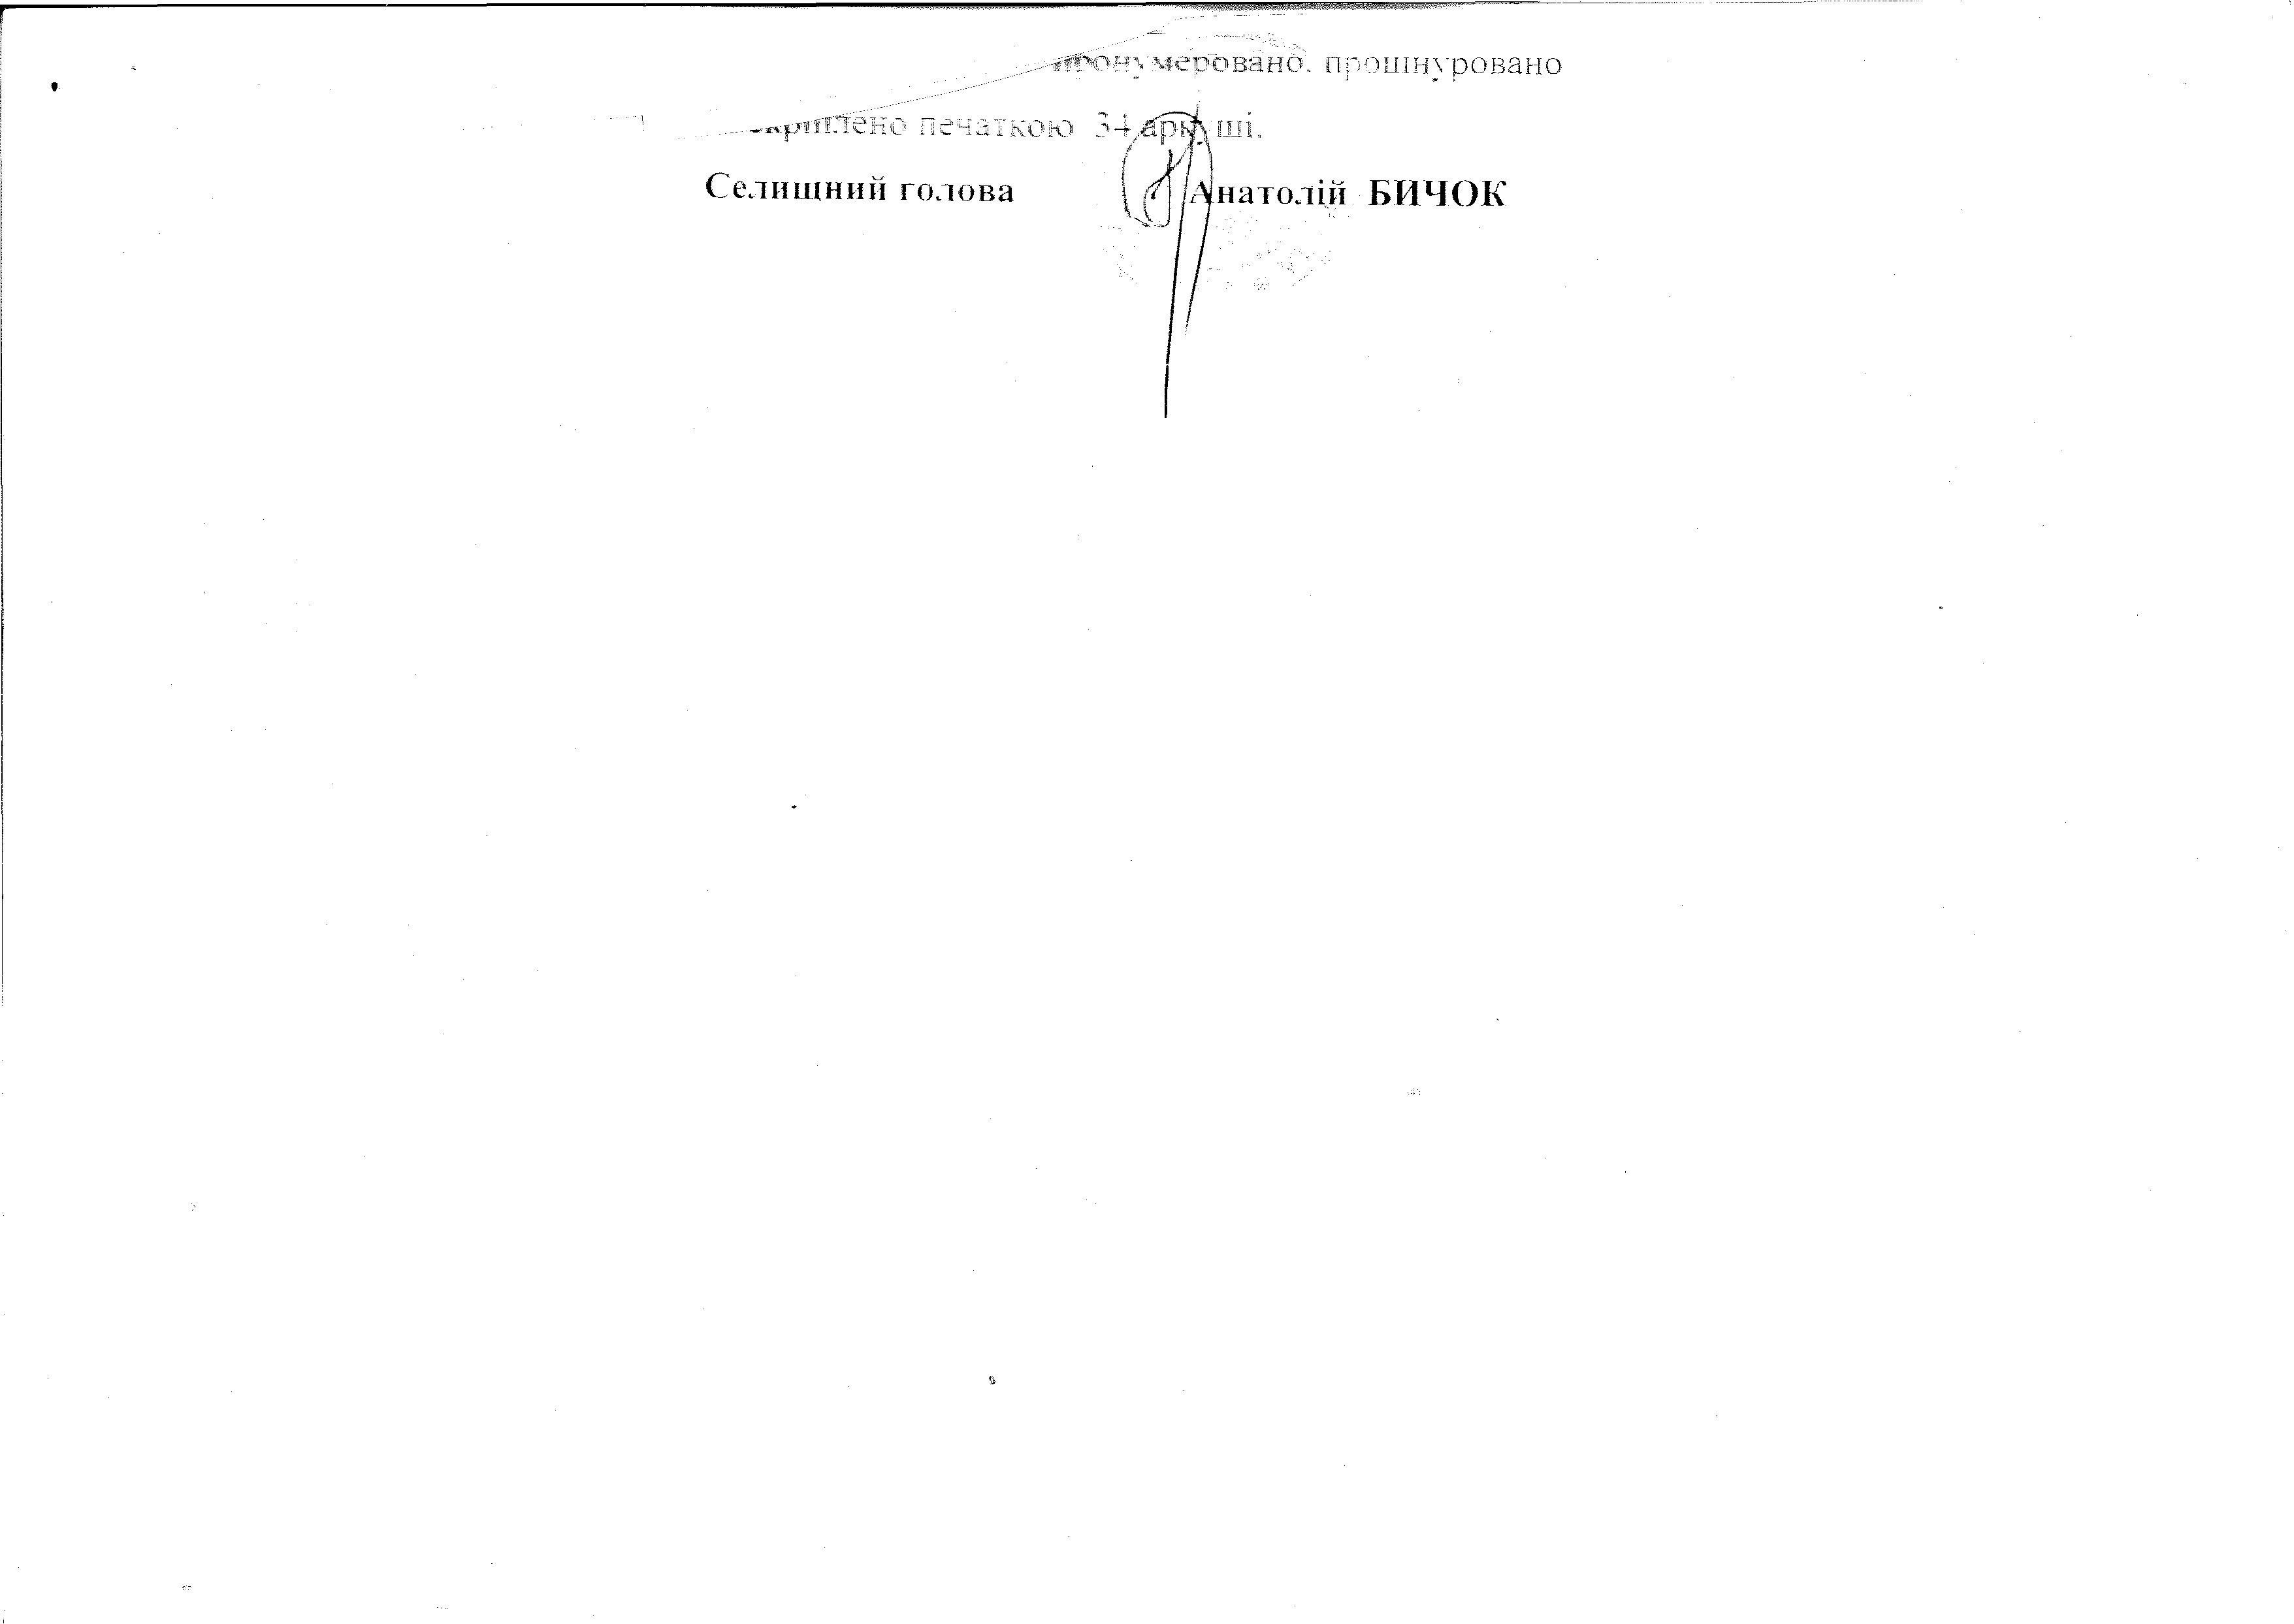 пронумеровано, прошнуровано
скріплено печаткою 34 аркуші.
Селищний голова Анатолій БИЧОК